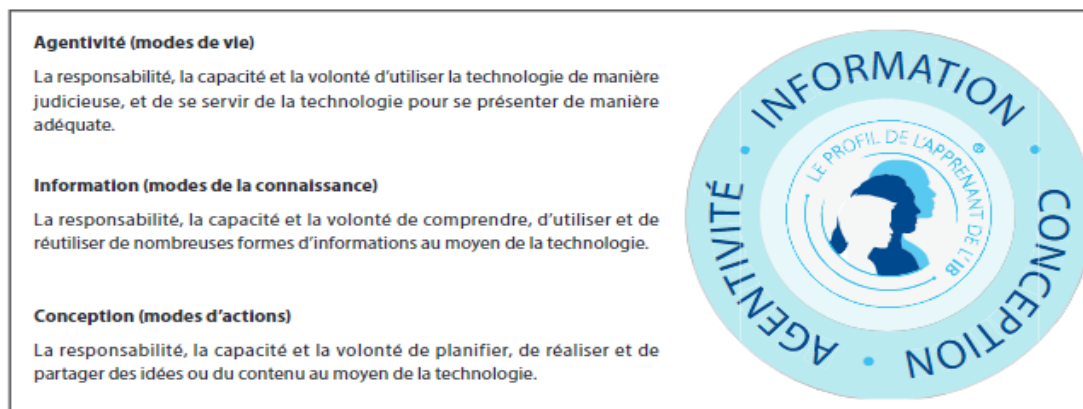 Agentivité (modes de vie)
La responsabilité, la capacité et la volonté d'utiliser la technologie de manière
judicieuse, et de se servir de la technologie pour se présenter de manière
adéquate.
Information (modes de la connaissance)
La responsabilité, la capacité et la volonté de comprendre, d'utiliser et de
réutiliser de nombreuses formes d'informations au moyen de la technologie.
Conception (modes d'actions)
La responsabilité, la capacité et la volonté de planifier, de réaliser et de
partager des idées ou du contenu au moyen de la technologie.
AGENTIVITÉ • INFORMATION • CONCEPTION •
LE PROFIL DE L'APPRENANT DE L'IB ®